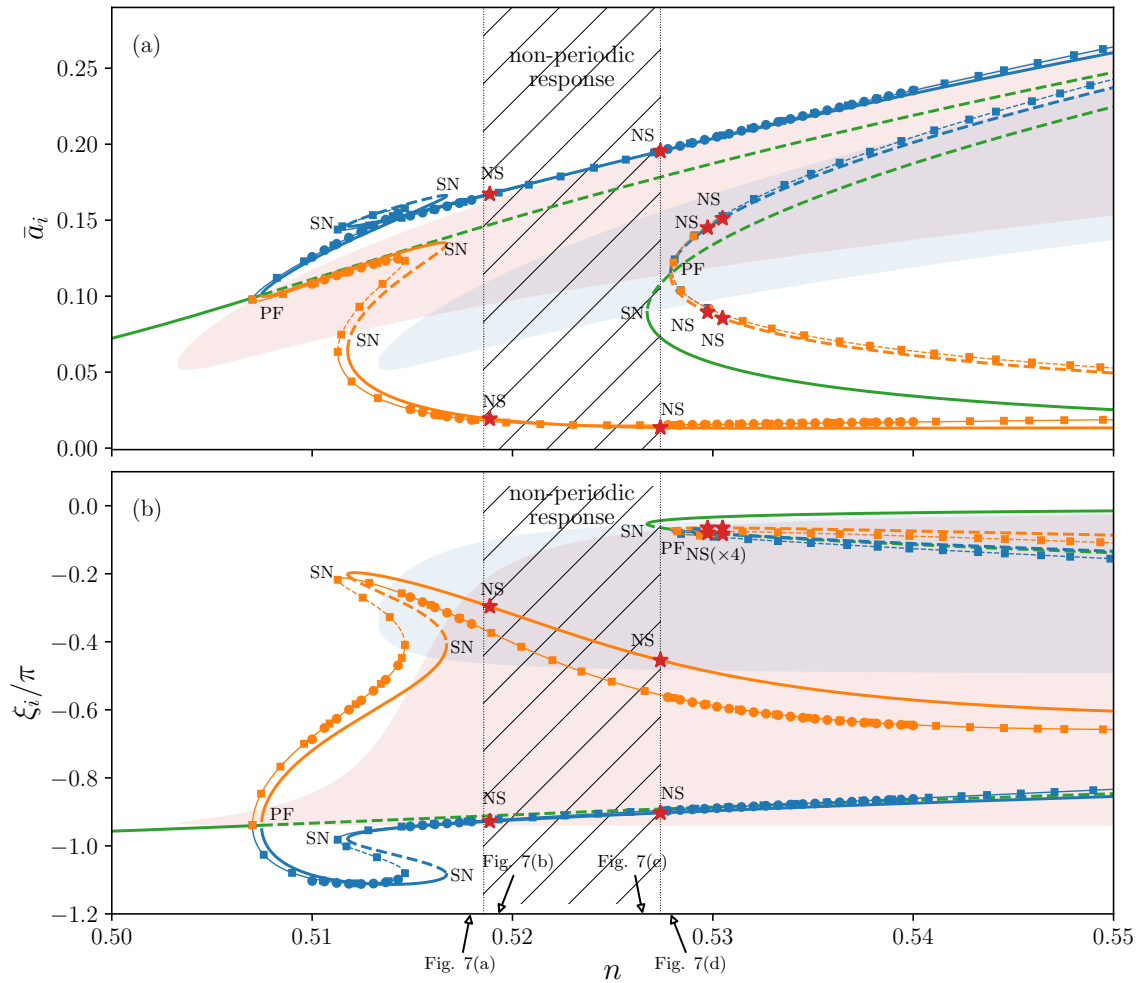 (a)
non-periodic
response
0.25
0.20
0.15
0.10
0.05
0.00
ā_i
SN
NS
NS
SN
SN
SN
PF
NS
NS
NS
NS
PF
SN
NS
NS
(b)
non-periodic
response
0.0
−0.2
−0.4
−0.6
−0.8
−1.0
−1.2
ξ_i/π
SN
PF
NS(×4)
SN
NS
NS
SN
PF
NS
NS
SN
SN
Fig. 7(b)
Fig. 7(c)
0.50
0.51
0.52
0.53
0.54
0.55
Fig. 7(a)
n
Fig. 7(d)